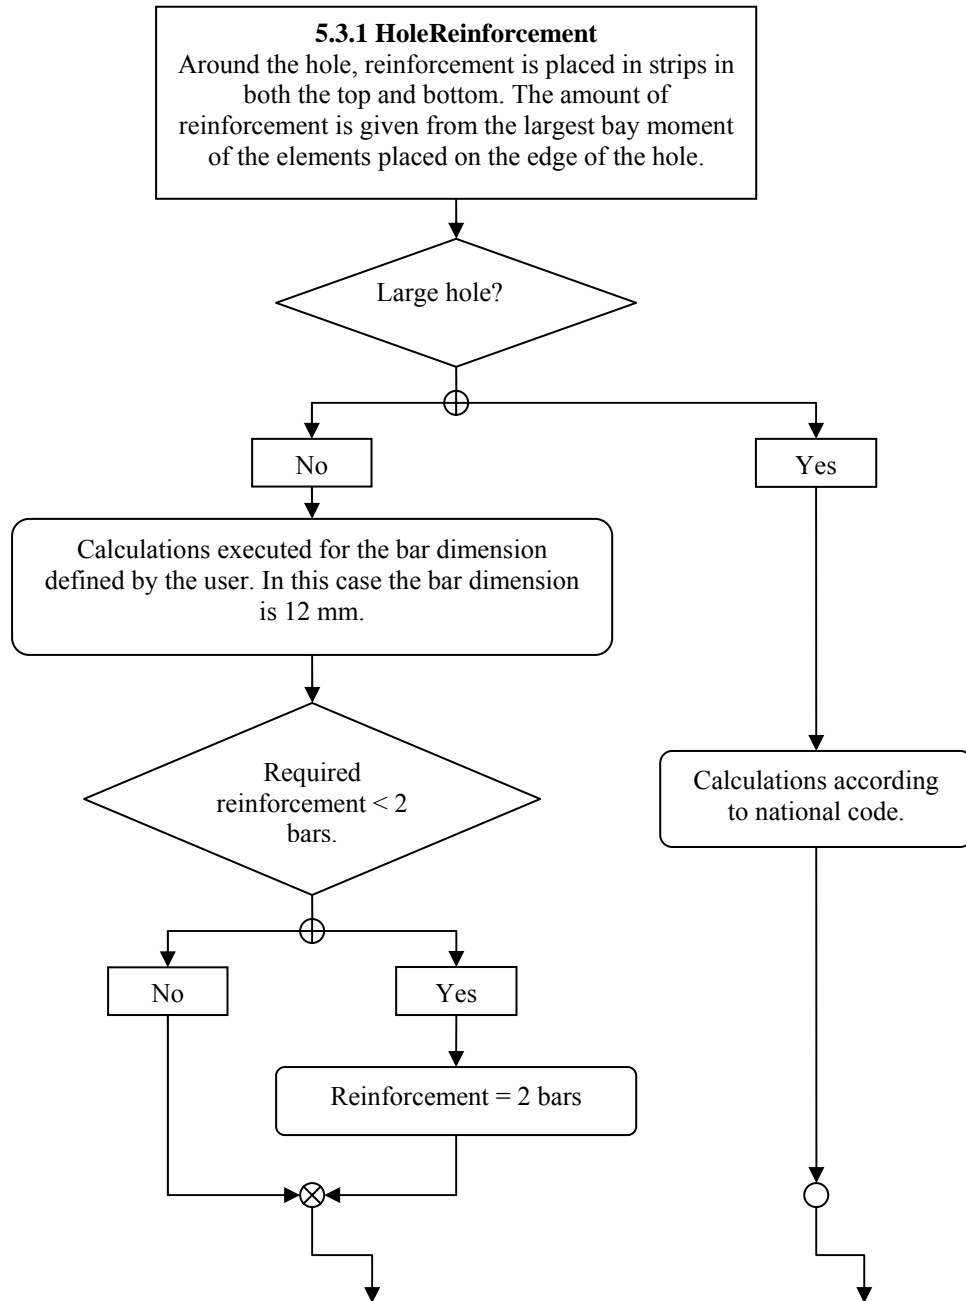 5.3.1 HoleReinforcement
Around the hole, reinforcement is placed in strips in
both the top and bottom. The amount of
reinforcement is given from the largest bay moment
of the elements placed on the edge of the hole.
Large hole?
No
Yes
Calculations executed for the bar dimension
defined by the user. In this case the bar dimension
is 12 mm.
Required
reinforcement < 2
bars.
Calculations according
to national code.
No
Yes
Reinforcement = 2 bars